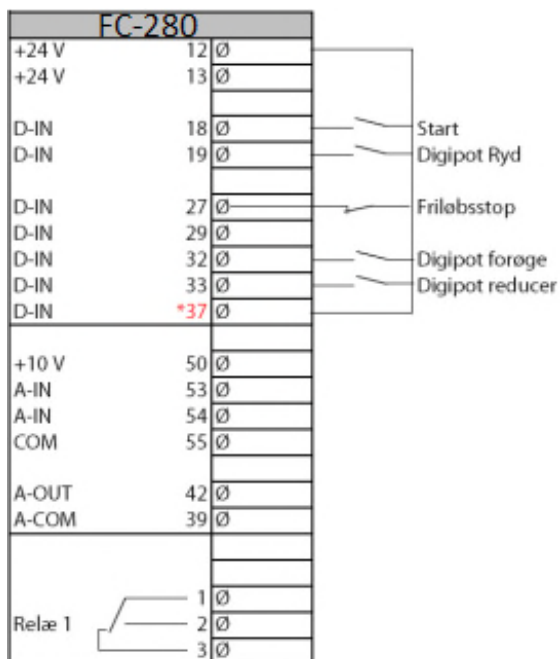 FC-280
+24 V 12 Ø
+24 V 13 Ø
D-IN 18 Ø Start
D-IN 19 Ø Digipot Ryd
D-IN 27 Ø Friløbsstop
D-IN 29 Ø
D-IN 32 Ø Digipot forøge
D-IN 33 Ø Digipot reducer
D-IN *37 Ø
+10 V 50 Ø
A-IN 53 Ø
A-IN 54 Ø
COM 55 Ø
A-OUT 42 Ø
A-COM 39 Ø
1 Ø
Relæ 1 2 Ø
3 Ø